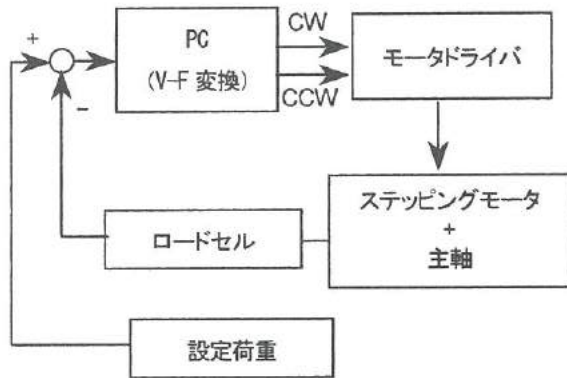 +
PC
(V-F 変換)
CW
CCW
モータドライバ
-
ステッピングモータ
+
主軸
ロードセル
設定荷重